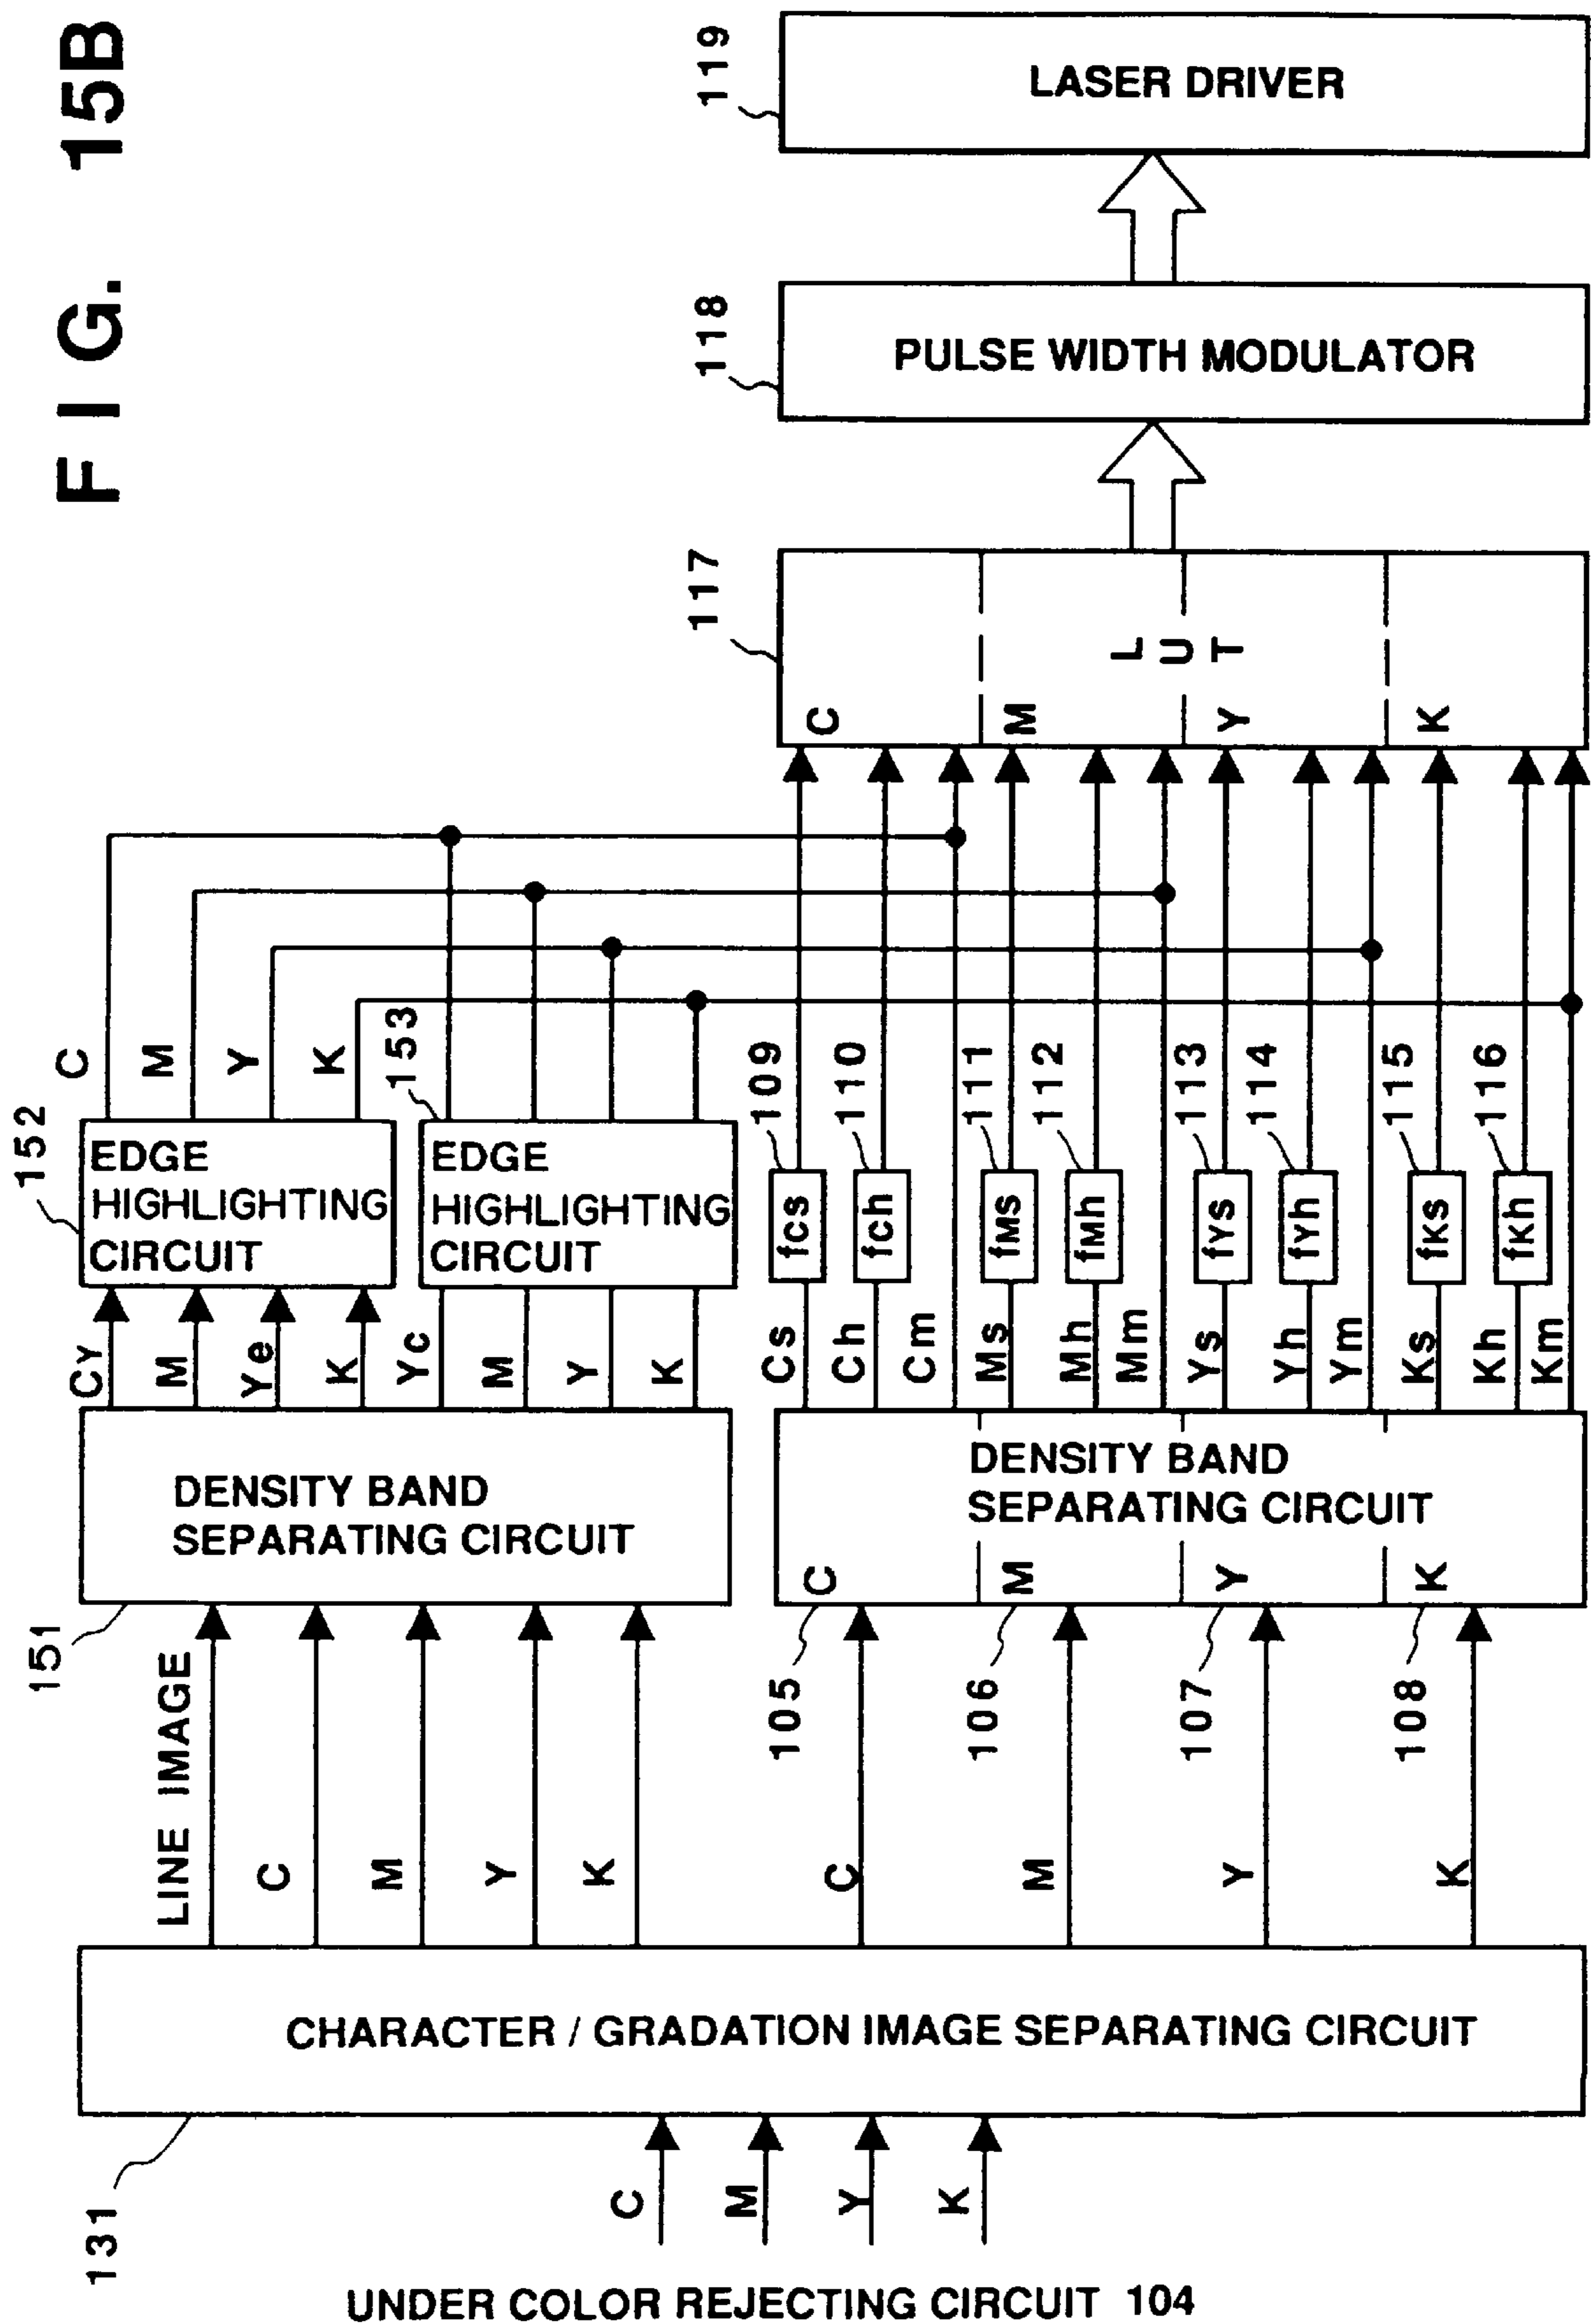 FIG. 15B
UNDER COLOR REJECTING CIRCUIT 104
C
M
Y
K
131
CHARACTER / GRADATION IMAGE SEPARATING CIRCUIT
LINE IMAGE
C
M
Y
K
C
M
Y
K
151
DENSITY BAND
SEPARATING CIRCUIT
105
106
107
108
C
M
Y
K
DENSITY BAND
SEPARATING CIRCUIT
CY
M
Ye
K
Yc
M
Y
K
Cs
Ch
Cm
Ms
Mh
Mm
Ys
Yh
Ym
Ks
Kh
Km
152
EDGE
HIGHLIGHTING
CIRCUIT
153
EDGE
HIGHLIGHTING
CIRCUIT
C
M
Y
K
fCs
109
fCh
110
fMs
111
fMh
112
fYs
113
fYh
114
fKs
115
fKh
116
117
C
M
Y
K
LUT
118
PULSE WIDTH MODULATOR
119
LASER DRIVER